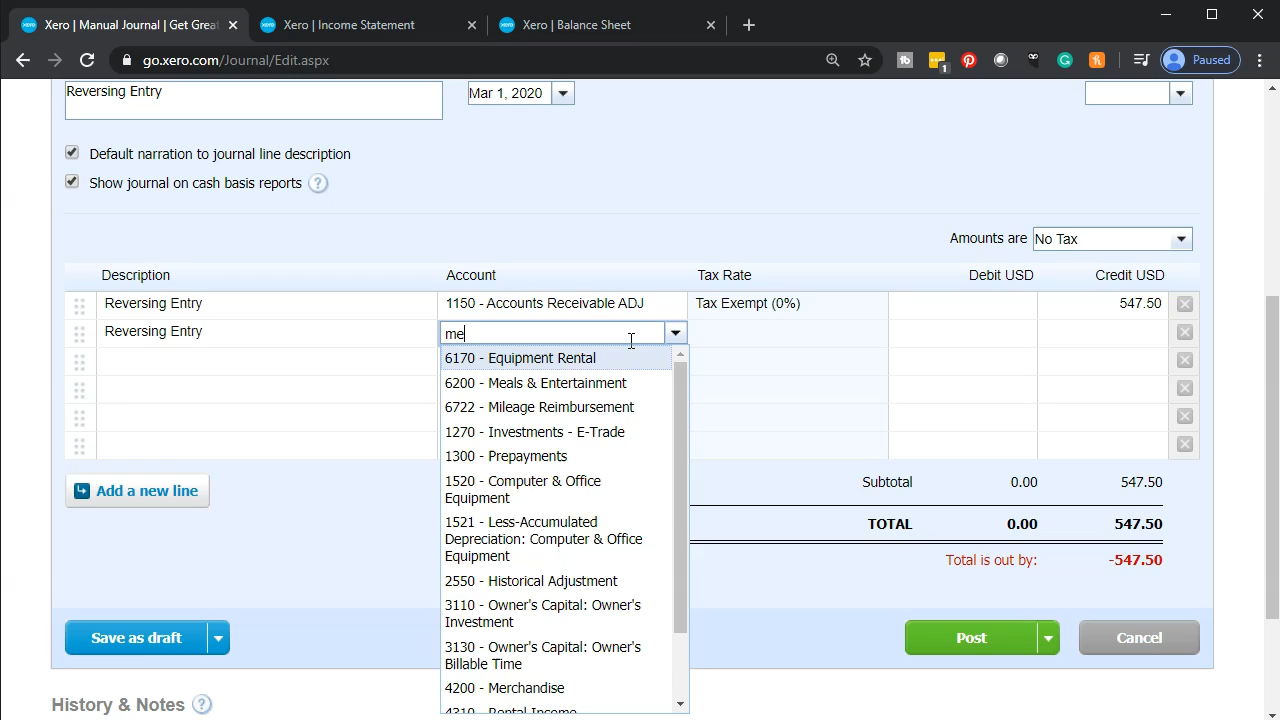 Xero | Manual Journal | Get Great
Xero | Income Statement
Xero | Balance Sheet
go.xero.com/Journal/Edit.aspx
1
Paused
Reversing Entry
Mar 1, 2020
Default narration to journal line description
Show journal on cash basis reports ?
Amounts are No Tax
Description Account Tax Rate Debit USD Credit USD
Reversing Entry 1150 - Accounts Receivable ADJ Tax Exempt (0%) 547.50
Reversing Entry me
6170 - Equipment Rental
6200 - Meals & Entertainment
6722 - Mileage Reimbursement
1270 - Investments - E-Trade
1300 - Prepayments
1520 - Computer & Office
Equipment
1521 - Less-Accumulated
Depreciation: Computer & Office
Equipment
2550 - Historical Adjustment
3110 - Owner's Capital: Owner's
Investment
3130 - Owner's Capital: Owner's
Billable Time
4200 - Merchandise
4310 - Rental Income
Add a new line
Subtotal 0.00 547.50
TOTAL 0.00 547.50
Total is out by: -547.50
Save as draft
Post
Cancel
History & Notes ?